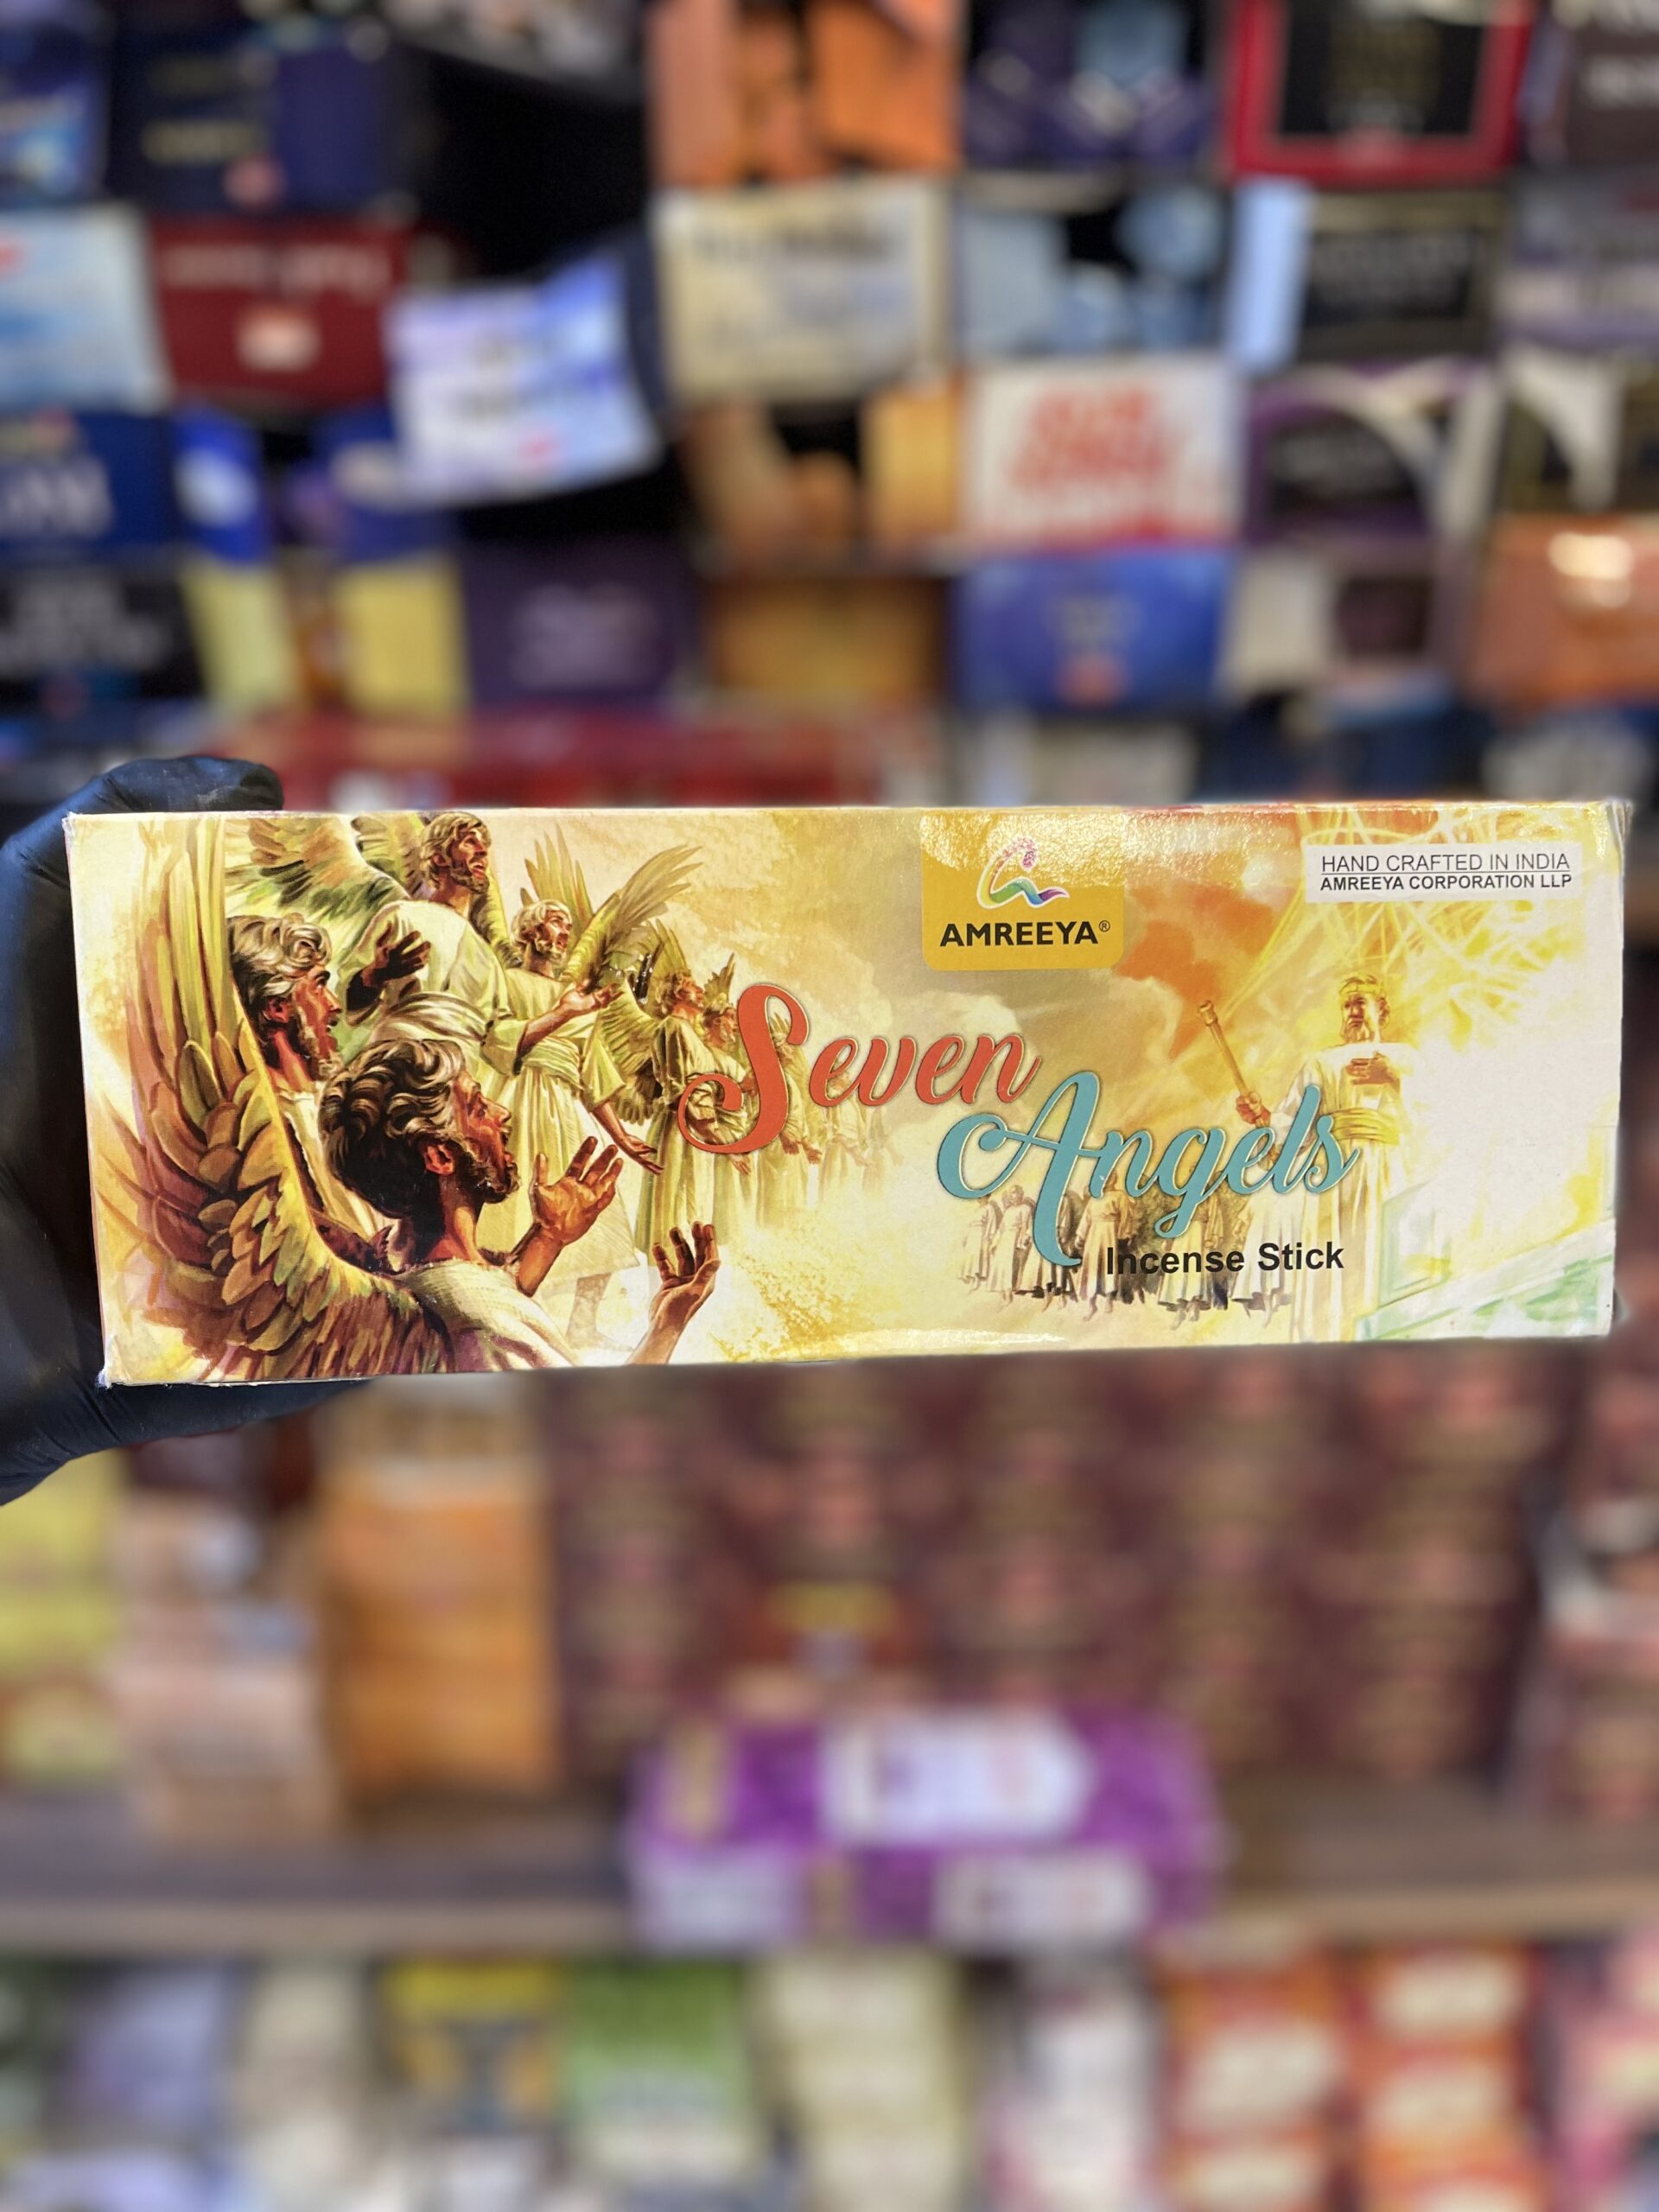 AMREEYA®
HAND CRAFTED IN INDIA
AMREEYA CORPORATION LLP
Seven
Angels
Incense Stick